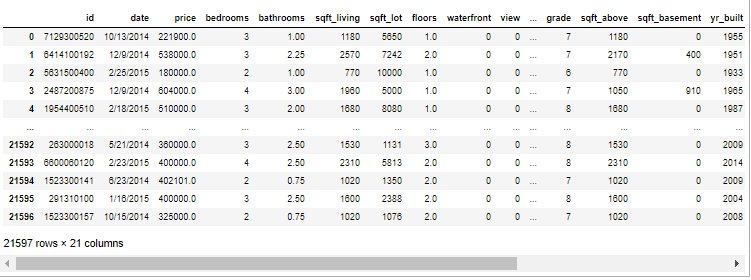 id date price bedrooms bathrooms sqft_living sqft_lot floors waterfront view ... grade sqft_above sqft_basement yr_built
0 7129300520 10/13/2014 221900.0 3 1.00 1180 5650 1.0 0 0 ... 7 1180 0 1955
1 6414100192 12/9/2014 538000.0 3 2.25 2570 7242 2.0 0 0 ... 7 2170 400 1951
2 5631500400 2/25/2015 180000.0 2 1.00 770 10000 1.0 0 0 ... 6 770 0 1933
3 2487200875 12/9/2014 604000.0 4 3.00 1960 5000 1.0 0 0 ... 7 1050 910 1965
4 1954400510 2/18/2015 510000.0 3 2.00 1680 8080 1.0 0 0 ... 8 1680 0 1987
... ... ... ... ... ... ... ... ... ... ... ... ... ... ... ...
21592 263000018 5/21/2014 360000.0 3 2.50 1530 1131 3.0 0 0 ... 8 1530 0 2009
21593 6600060120 2/23/2015 400000.0 4 2.50 2310 5813 2.0 0 0 ... 8 2310 0 2014
21594 1523300141 6/23/2014 402101.0 2 0.75 1020 1350 2.0 0 0 ... 7 1020 0 2009
21595 291310100 1/16/2015 400000.0 3 2.50 1600 2388 2.0 0 0 ... 8 1600 0 2004
21596 1523300157 10/15/2014 325000.0 2 0.75 1020 1076 2.0 0 0 ... 7 1020 0 2008
21597 rows × 21 columns